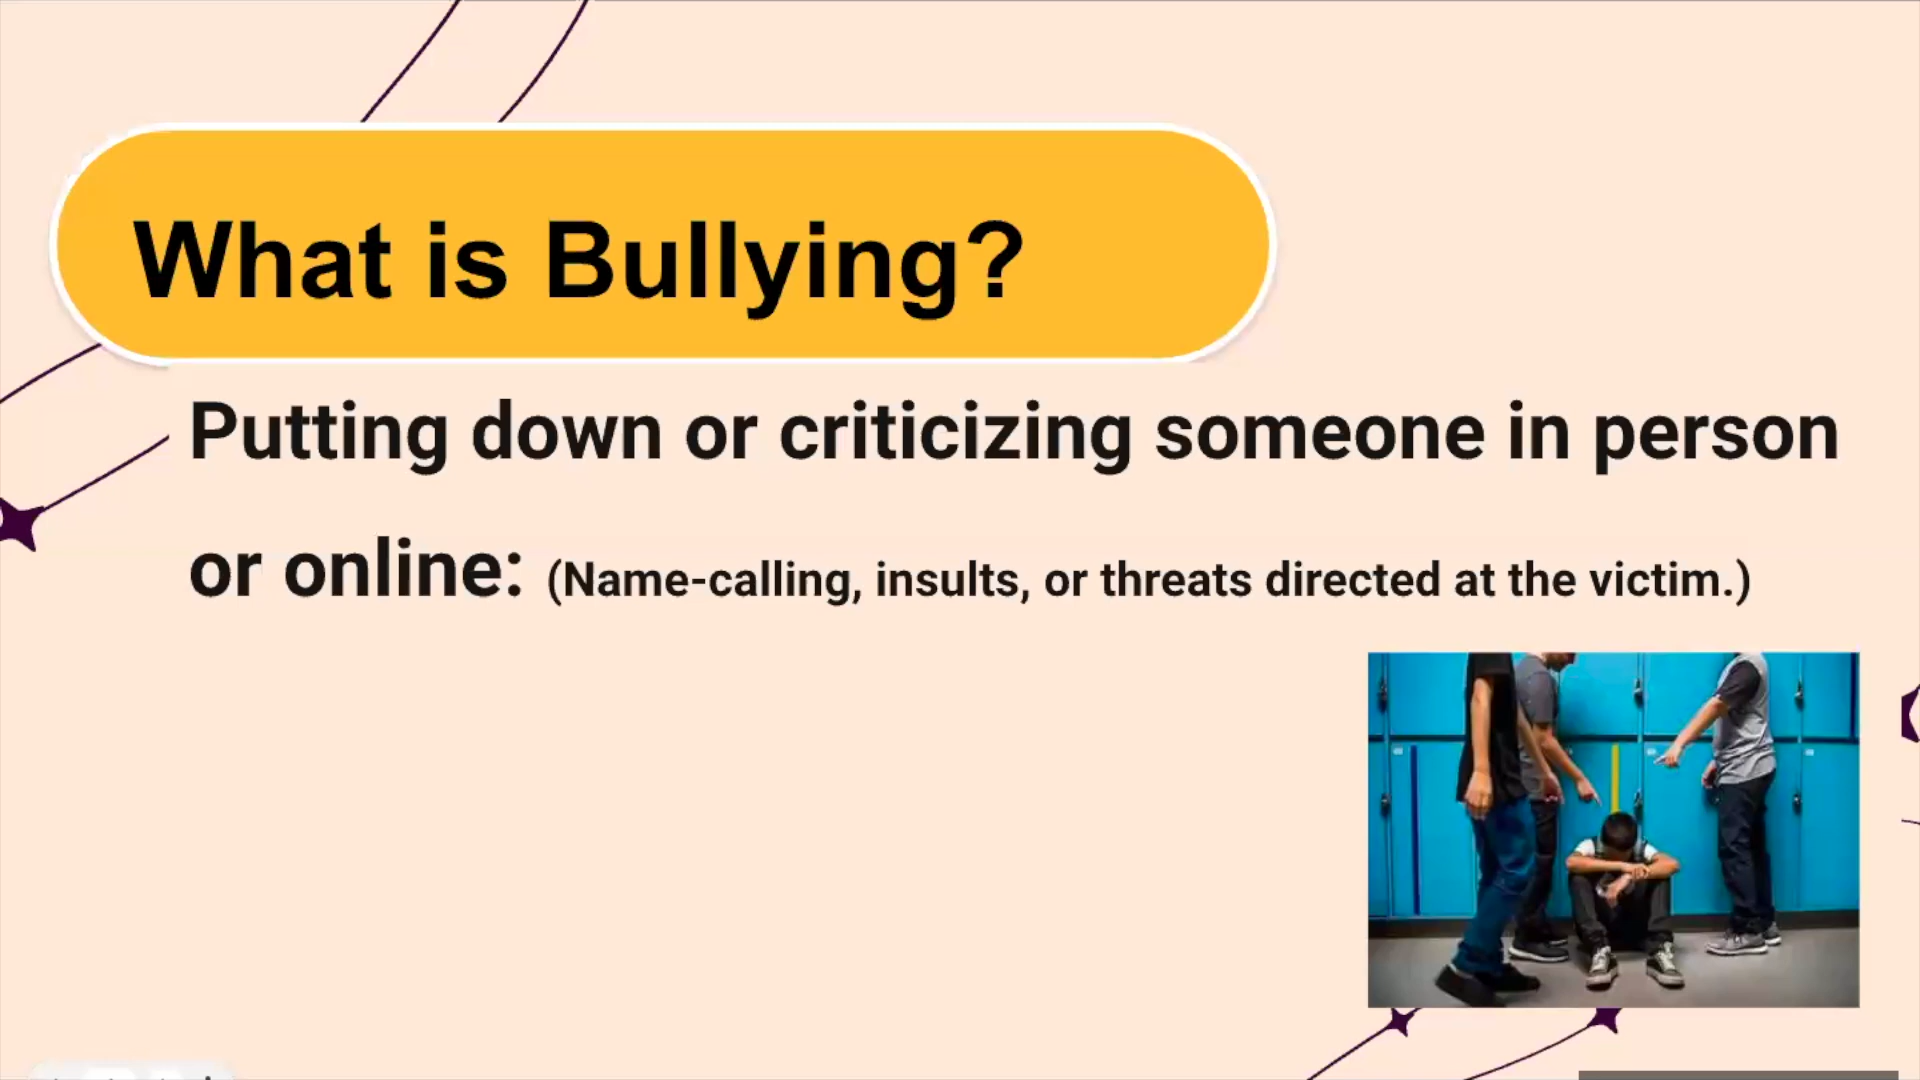 What is Bullying?
Putting down or criticizing someone in person
or online: (Name-calling, insults, or threats directed at the victim.)